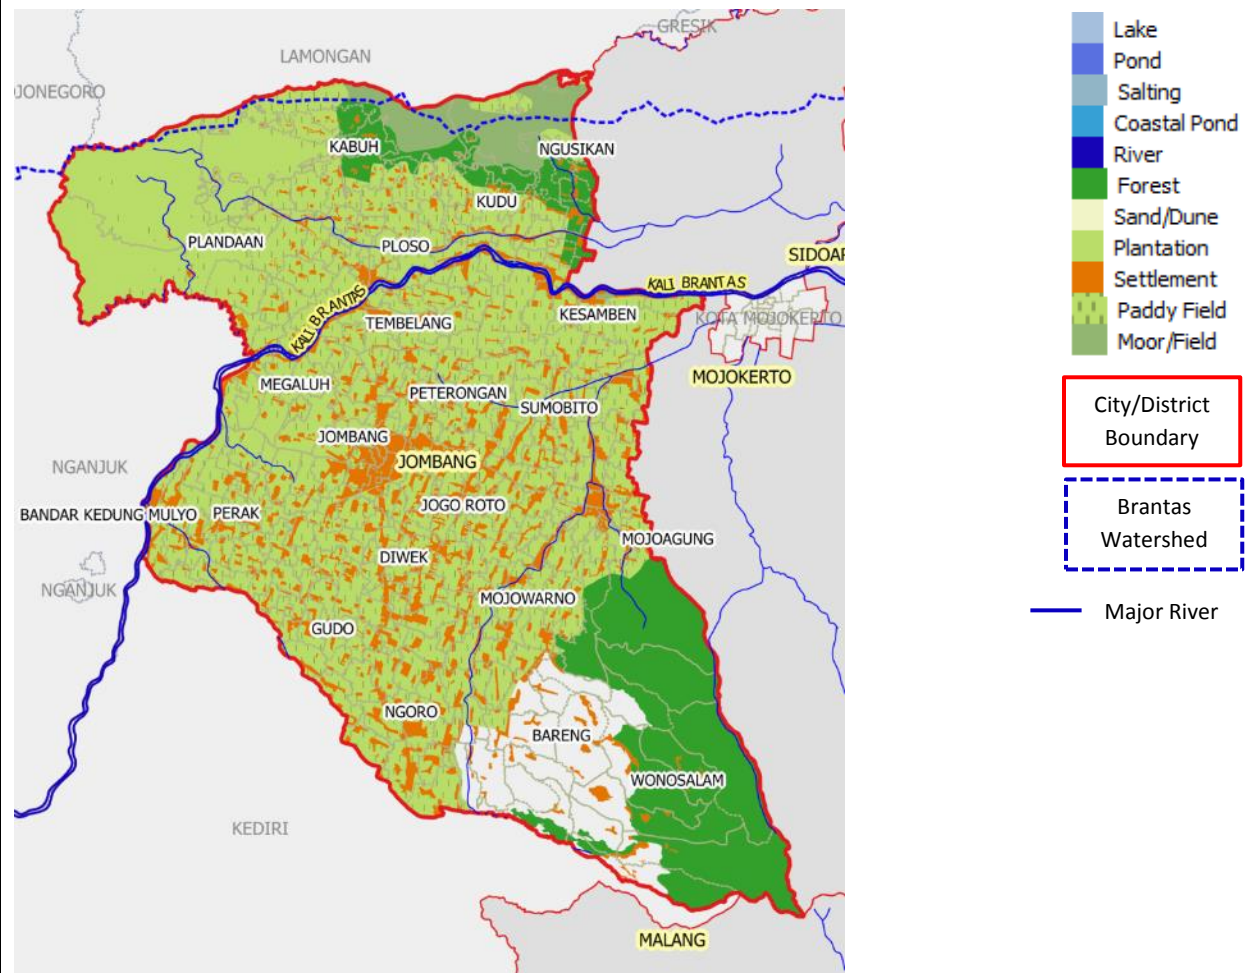 GRESIK
LAMONGAN
JONEGORO
KABUH
NGUSIKAN
KUDU
PLANDAAN
PLOSO
SIDOAR
KALI BRANTAS
KALI BRANTAS
TEMBELANG
KESAMBEN
KOTA MOJOKERTO
MEGALUH
PETERONGAN
MOJOKERTO
SUMOBITO
JOMBANG
JOMBANG
NGANJUK
JOGO ROTO
BANDAR KEDUNG MULYO
PERAK
MOJOAGUNG
DIWEK
NGANJUK
MOJOWARNO
GUDO
NGORO
BARENG
WONOSALAM
KEDIRI
MALANG
Lake
Pond
Salting
Coastal Pond
River
Forest
Sand/Dune
Plantation
Settlement
Paddy Field
Moor/Field
City/District
Boundary
Brantas
Watershed
Major River